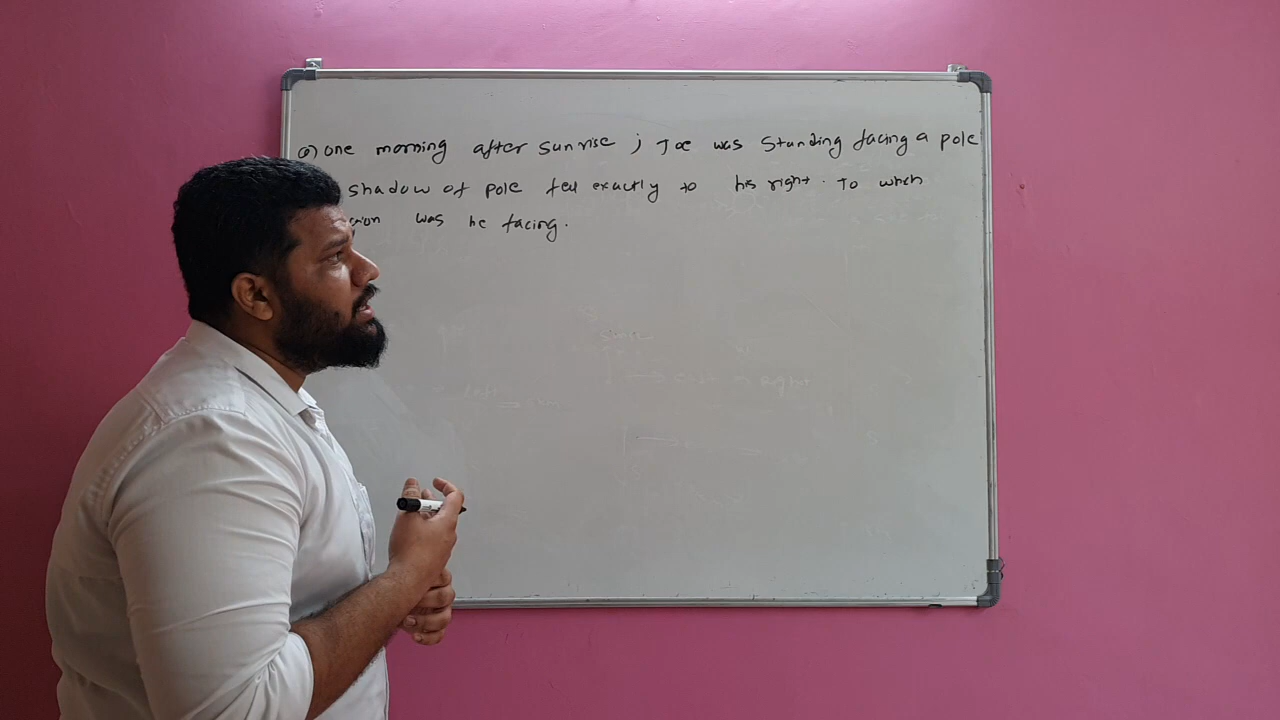 Q) one morning after sunrise ; Joe was standing facing a pole
shadow of pole fell exactly to his right. To which
was he facing.